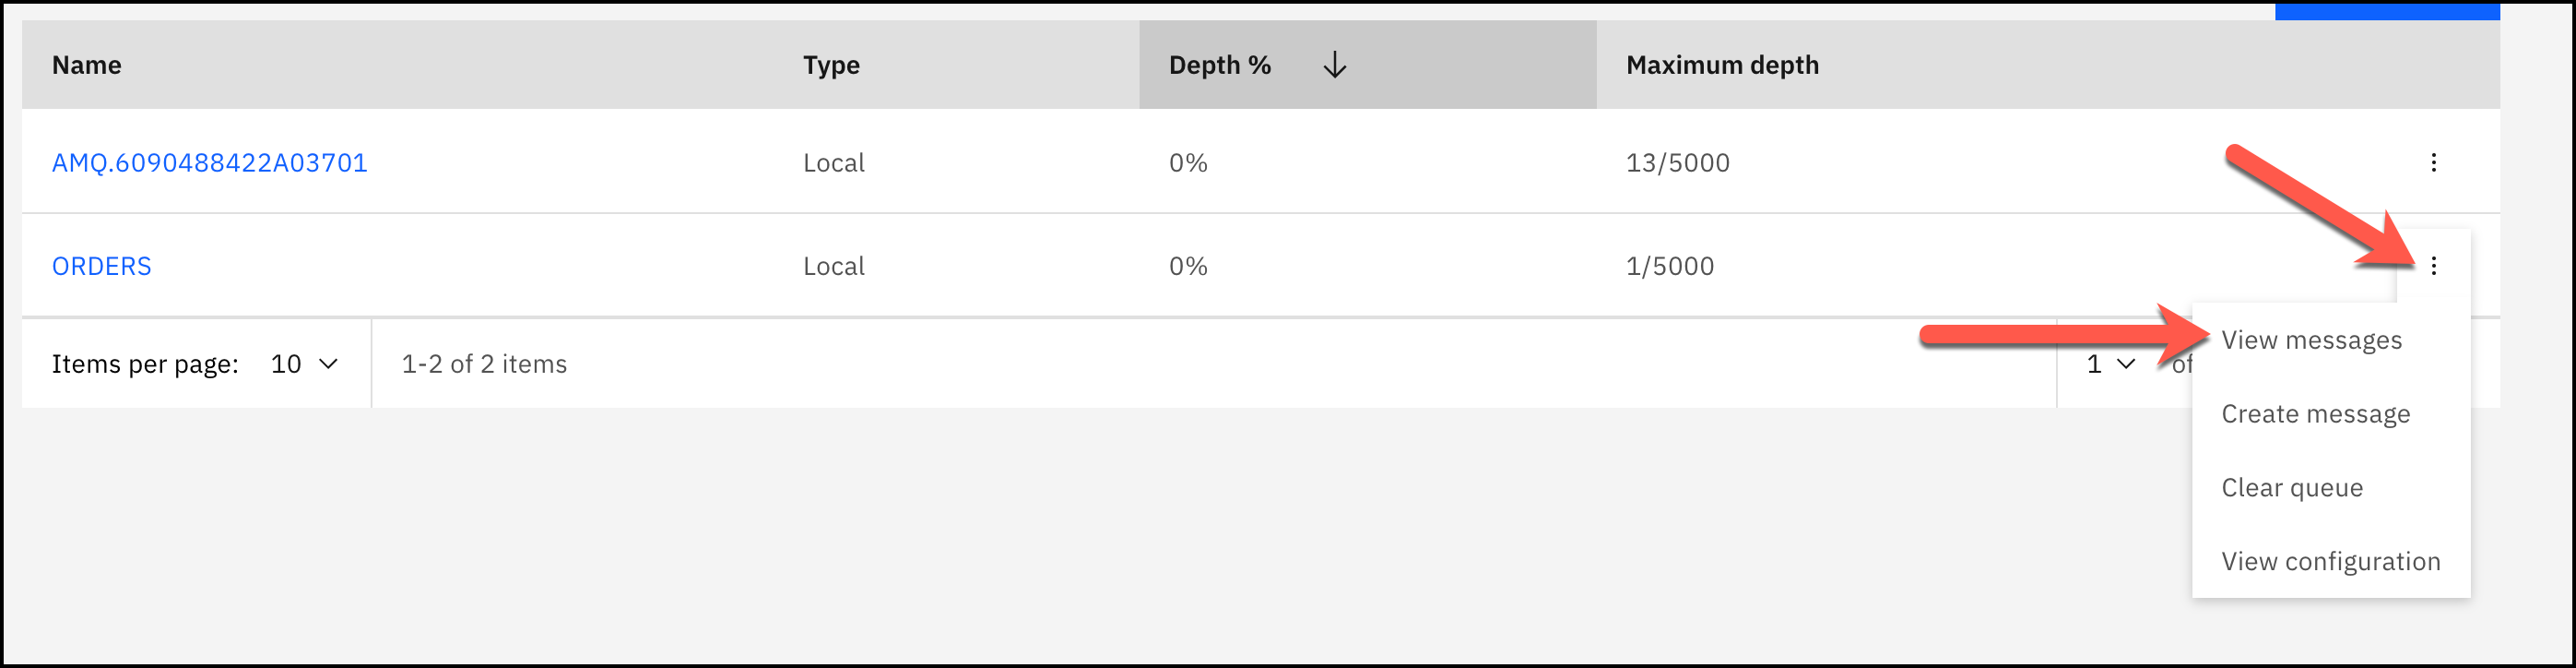 Name Type Depth % Maximum depth
AMQ.6090488422A03701 Local 0% 13/5000
ORDERS Local 0% 1/5000
Items per page: 10 1-2 of 2 items 1 of
View messages
Create message
Clear queue
View configuration